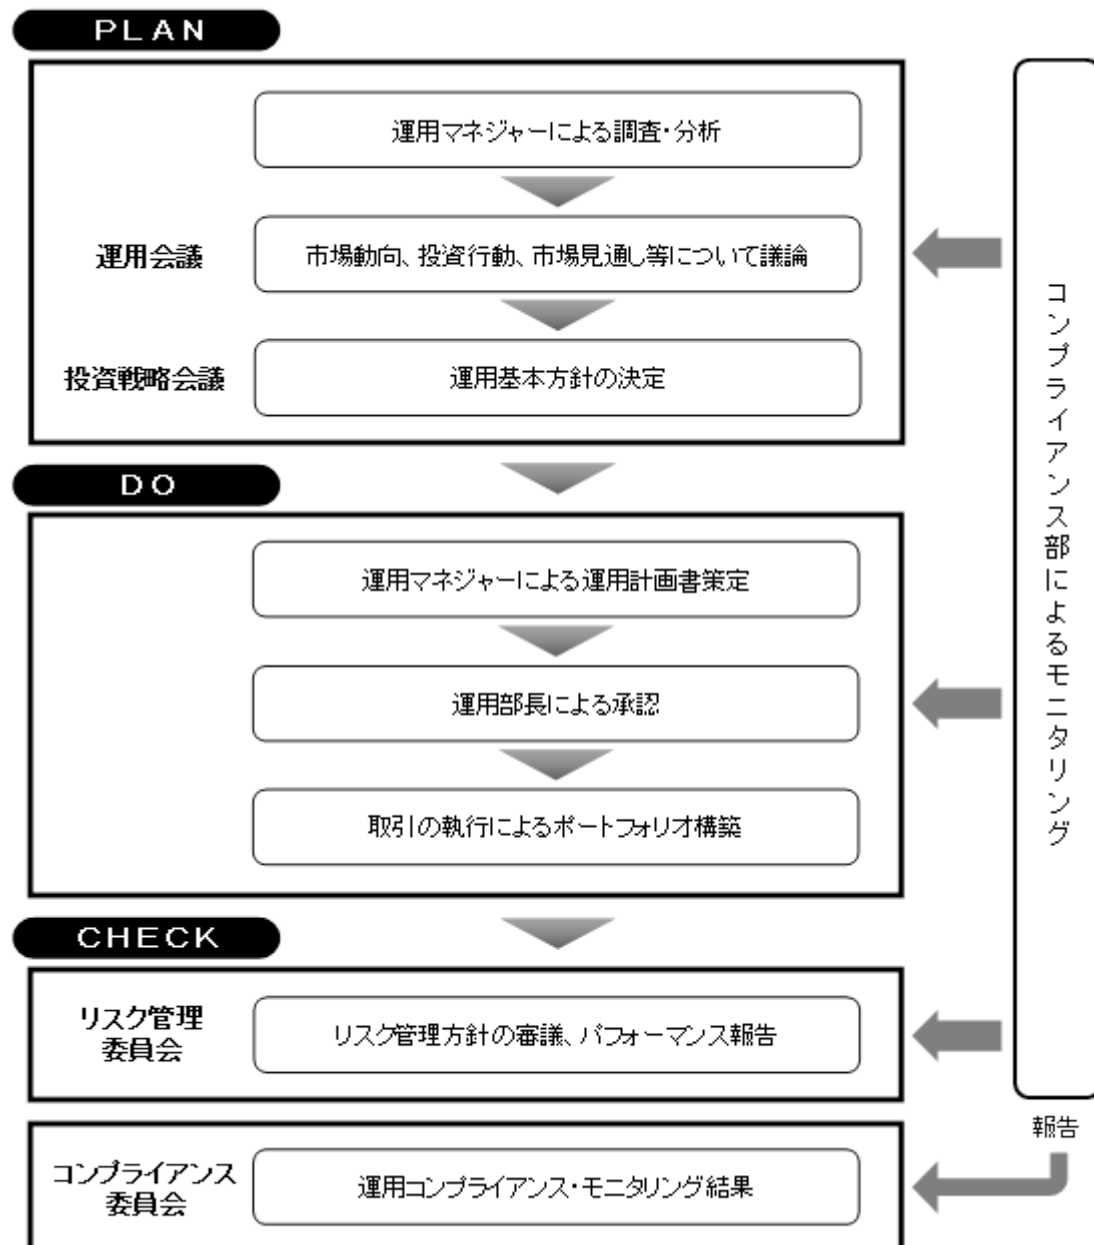 PLAN
運用マネジャーによる調査・分析
運用会議
市場動向、投資行動、市場見通し等について議論
投資戦略会議
運用基本方針の決定
DO
運用マネジャーによる運用計画書策定
運用部長による承認
取引の執行によるポートフォリオ構築
CHECK
リスク管理
委員会
リスク管理方針の審議、パフォーマンス報告
コンプライアンス
委員会
運用コンプライアンス・モニタリング結果
コンプライアンス部によるモニタリング
報告